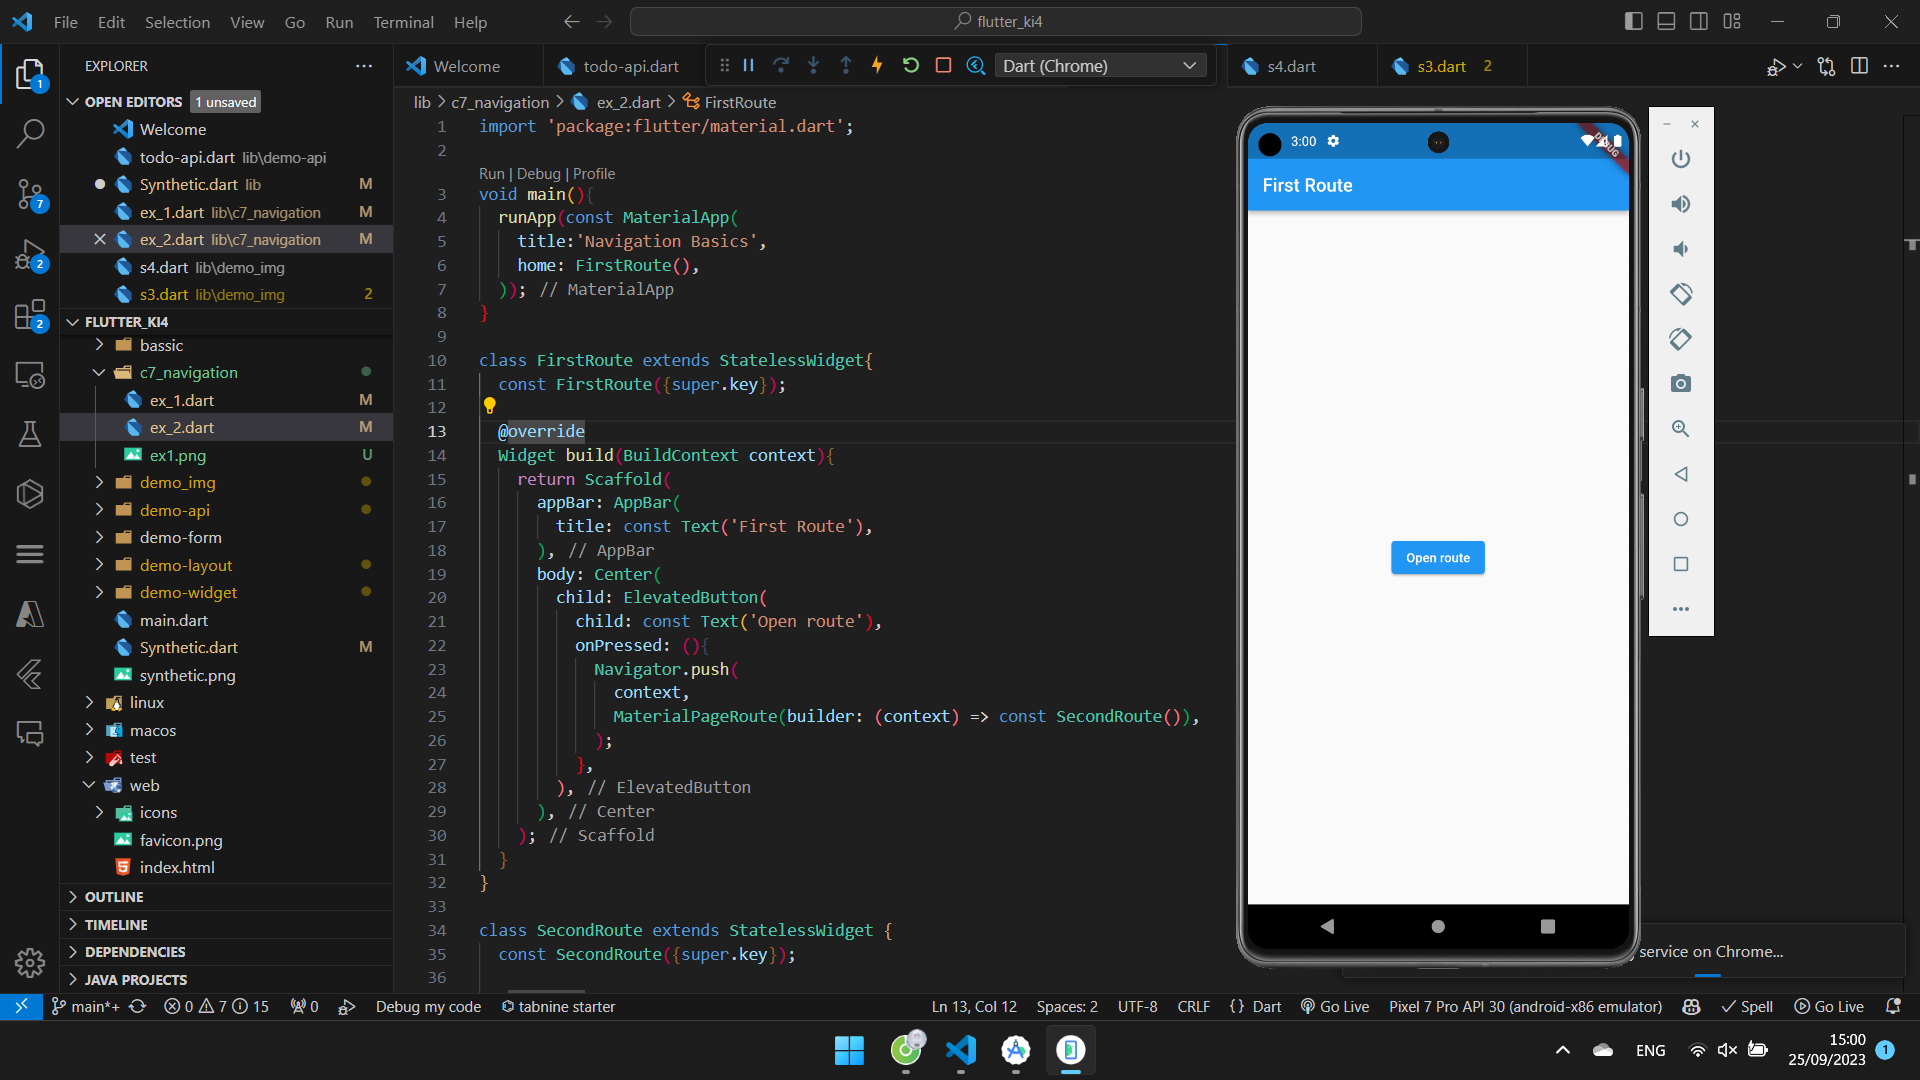 File Edit Selection View Go Run Terminal Help
flutter_ki4
EXPLORER
OPEN EDITORS 1 unsaved
Welcome
todo-api.dart lib\demo-api
Synthetic.dart lib M
ex_1.dart lib\c7_navigation M
ex_2.dart lib\c7_navigation M
s4.dart lib\demo_img
s3.dart lib\demo_img 2
FLUTTER_KI4
bassic
c7_navigation
ex_1.dart M
ex_2.dart M
ex1.png U
demo_img
demo-api
demo-form
demo-layout
demo-widget
main.dart
Synthetic.dart M
synthetic.png
linux
macos
test
web
icons
favicon.png
index.html
OUTLINE
TIMELINE
DEPENDENCIES
JAVA PROJECTS
1
7
2
2
Welcome
todo-api.dart
Dart (Chrome)
s4.dart
s3.dart 2
lib > c7_navigation > ex_2.dart > FirstRoute
1 import 'package:flutter/material.dart';
2
Run | Debug | Profile
3 void main(){
4 runApp(const MaterialApp(
5 title:'Navigation Basics',
6 home: FirstRoute(),
7 )); // MaterialApp
8 }
9
10 class FirstRoute extends StatelessWidget{
11 const FirstRoute({super.key});
12
13 @override
14 Widget build(BuildContext context){
15 return Scaffold(
16 appBar: AppBar(
17 title: const Text('First Route'),
18 ), // AppBar
19 body: Center(
20 child: ElevatedButton(
21 child: const Text('Open route'),
22 onPressed: (){
23 Navigator.push(
24 context,
25 MaterialPageRoute(builder: (context) => const SecondRoute()),
26 );
27 },
28 ), // ElevatedButton
29 ), // Center
30 ); // Scaffold
31 }
32 }
33
34 class SecondRoute extends StatelessWidget {
35 const SecondRoute({super.key});
36
3:00
DEBUG
First Route
Open route
service on Chrome...
main*+ 0 7 15 0 Debug my code tabnine starter
Ln 13, Col 12 Spaces: 2 UTF-8 CRLF {} Dart Go Live Pixel 7 Pro API 30 (android-x86 emulator) Spell Go Live
ENG
15:00
25/09/2023
1